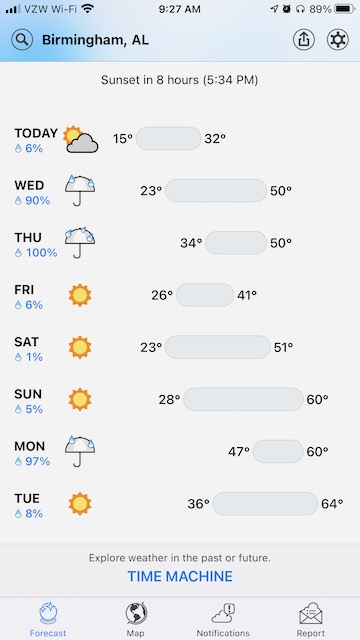 VZW Wi-Fi 9:27 AM 89%
Birmingham, AL
Sunset in 8 hours (5:34 PM)
TODAY 15° 32°
6%
WED 23° 50°
90%
THU 34° 50°
100%
FRI 26° 41°
6%
SAT 23° 51°
1%
SUN 28° 60°
5%
MON 47° 60°
97%
TUE 36° 64°
8%
Explore weather in the past or future.
TIME MACHINE
Forecast Map Notifications Report